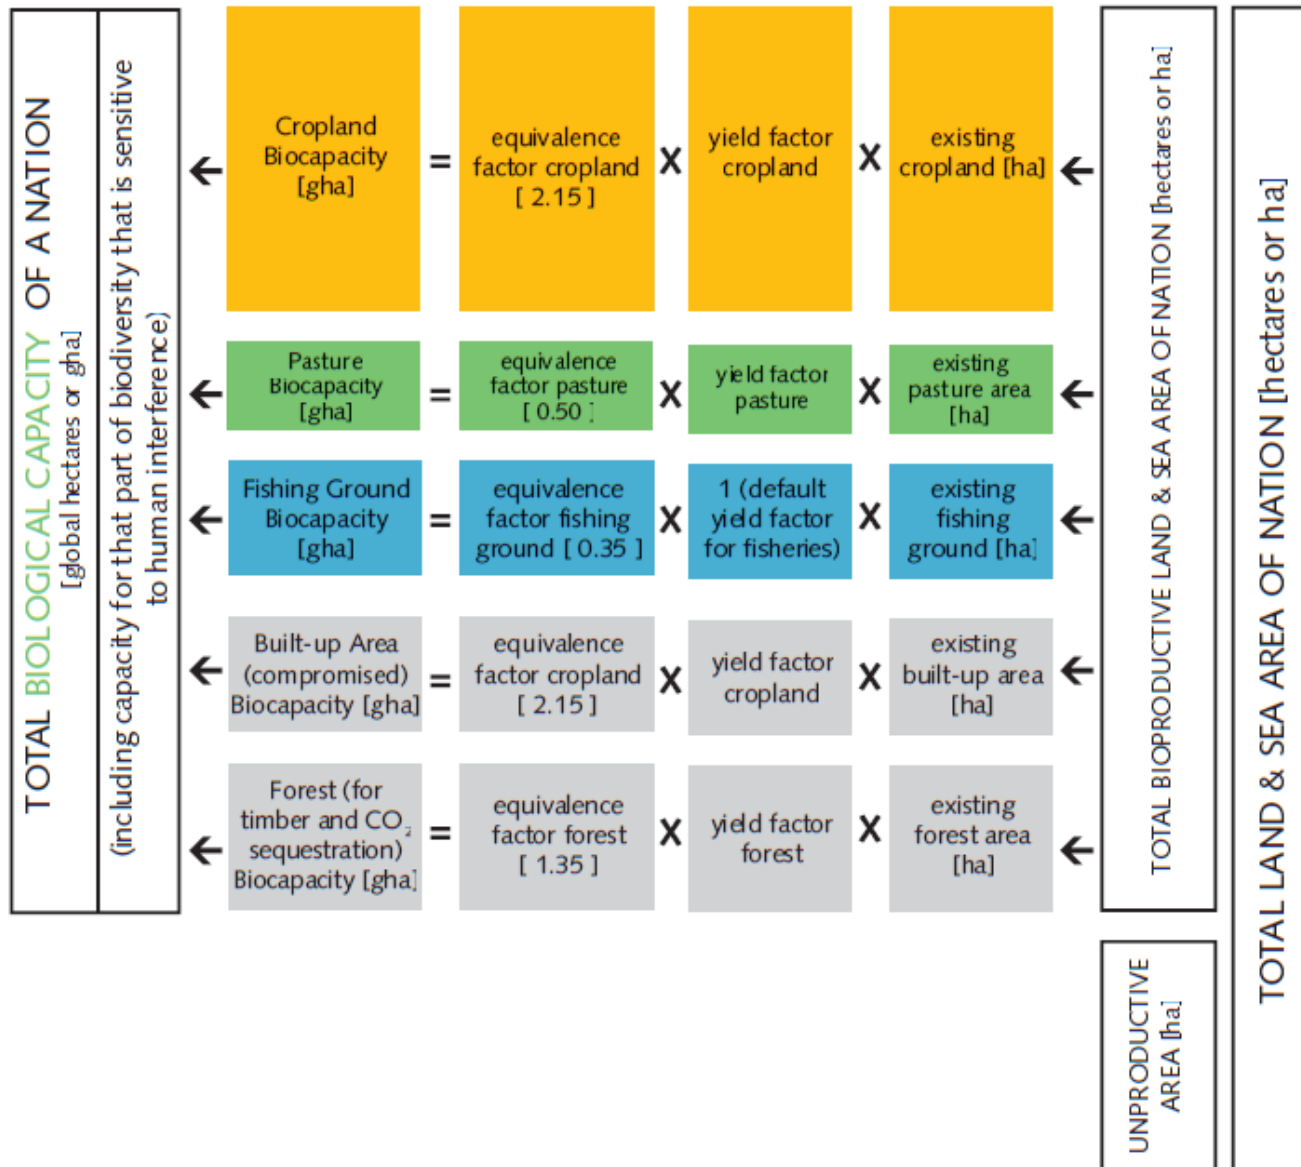 TOTAL BIOLOGICAL CAPACITY OF A NATION
[global hectares or gha]
(including capacity for that part of biodiversity that is sensitive
to human interference)
Cropland
Biocapacity
[gha]
=
equivalence
factor cropland
[ 2.15 ]
X
yield factor
cropland
X
existing
cropland [ha]
Pasture
Biocapacity
[gha]
=
equivalence
factor pasture
[ 0.50 ]
X
yield factor
pasture
X
existing
pasture area
[ha]
Fishing Ground
Biocapacity
[gha]
=
equivalence
factor fishing
ground [ 0.35 ]
X
1 (default
yield factor
for fisheries)
X
existing
fishing
ground [ha]
Built-up Area
(compromised)
Biocapacity [gha]
=
equivalence
factor cropland
[ 2.15 ]
X
yield factor
cropland
X
existing
built-up area
[ha]
Forest (for
timber and CO₂
sequestration)
Biocapacity [gha]
=
equivalence
factor forest
[ 1.35 ]
X
yield factor
forest
X
existing
forest area
[ha]
TOTAL BIOPRODUCTIVE LAND & SEA AREA OF NATION [hectares or ha]
UNPRODUCTIVE
AREA [ha]
TOTAL LAND & SEA AREA OF NATION [hectares or ha]